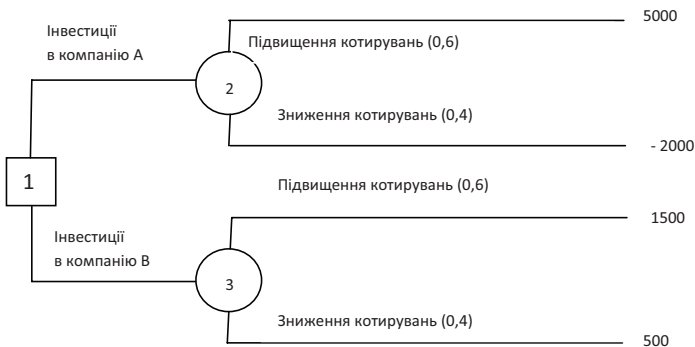 5000
Інвестиції
в компанію А
Підвищення котирувань (0,6)
2
Зниження котирувань (0,4)
- 2000
1
Підвищення котирувань (0,6)
1500
Інвестиції
в компанію В
3
Зниження котирувань (0,4)
500